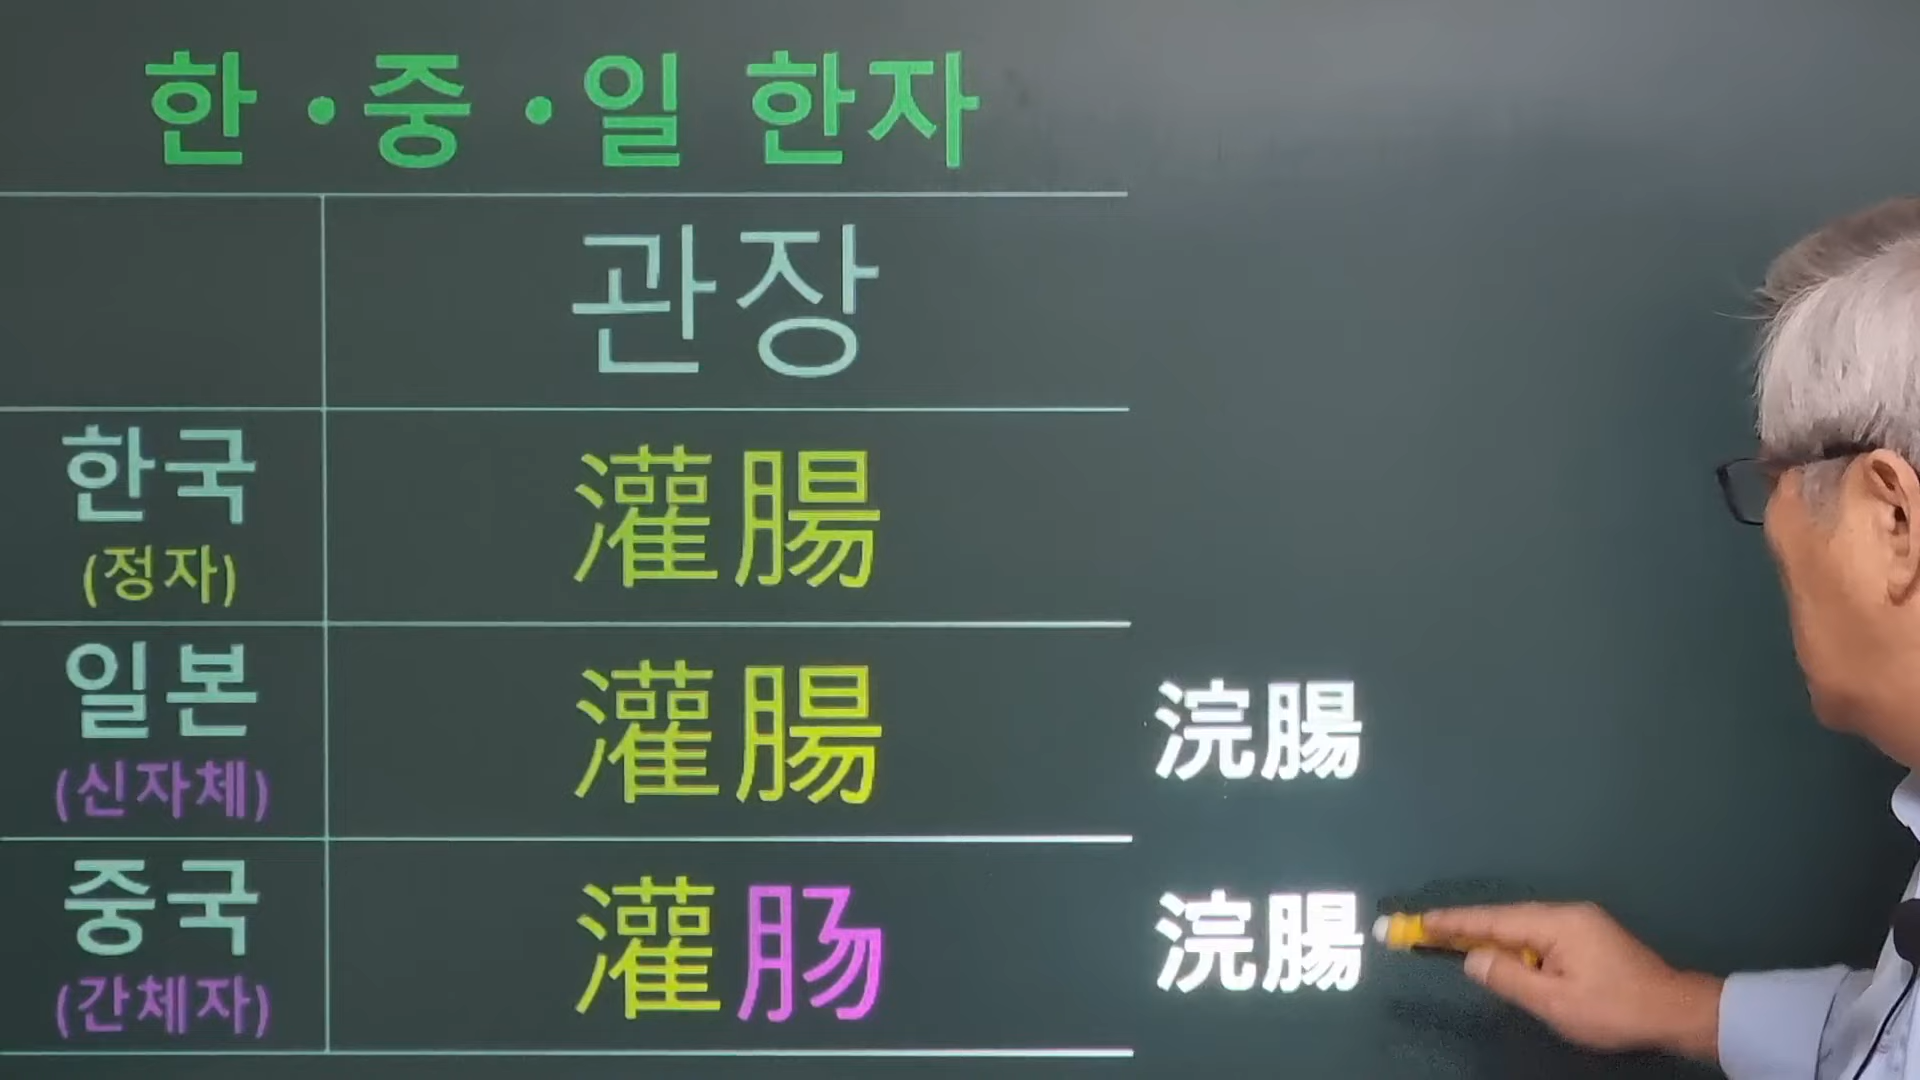 한·중·일 한자
관장
한국
(정자)
灌腸
일본
(신자체)
灌腸
浣腸
중국
(간체자)
灌肠
浣腸